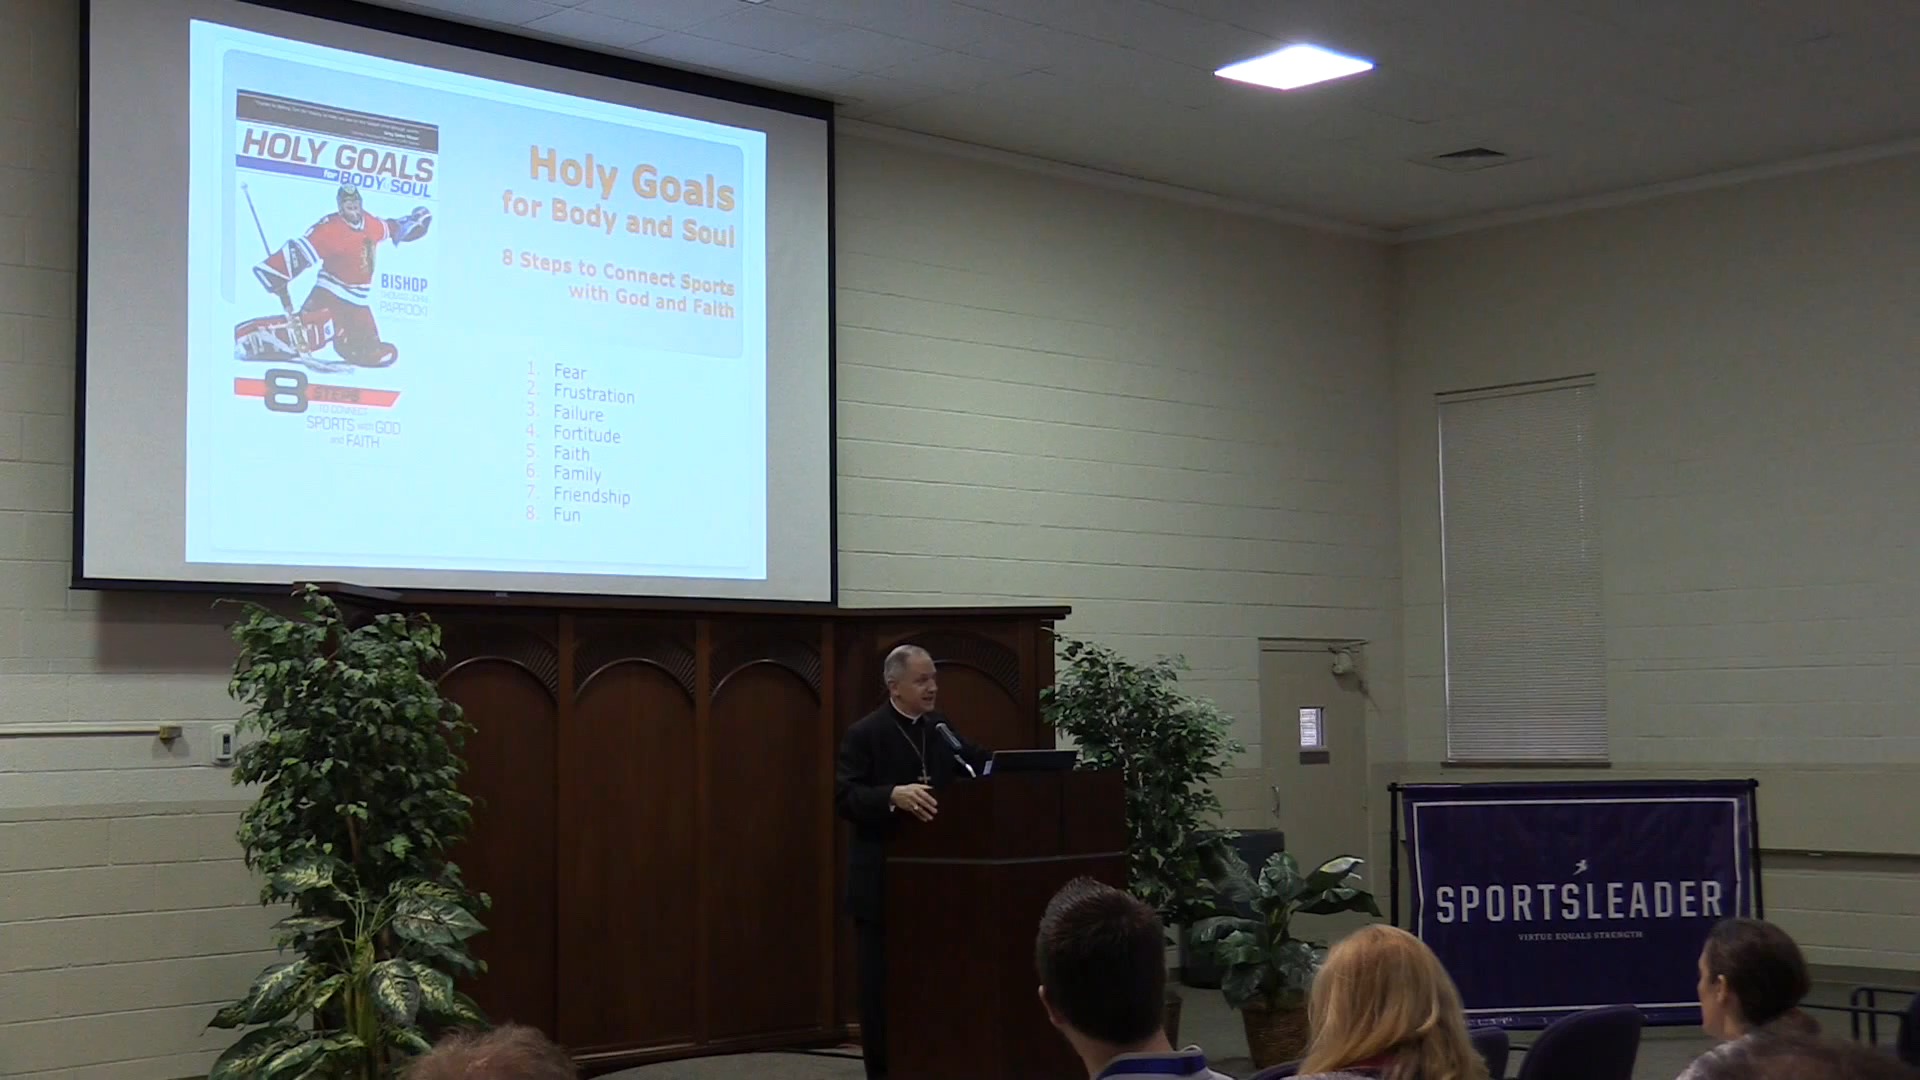 HOLY GOALS
for BODY & SOUL
BISHOP
THOMAS JOHN
PAPROCKI
8 STEPS
TO CONNECT
SPORTS with GOD
and FAITH
Holy Goals
for Body and Soul
8 Steps to Connect Sports
with God and Faith
1. Fear
2. Frustration
3. Failure
4. Fortitude
5. Faith
6. Family
7. Friendship
8. Fun
SPORTSLEADER
VIRTUE EQUALS STRENGTH